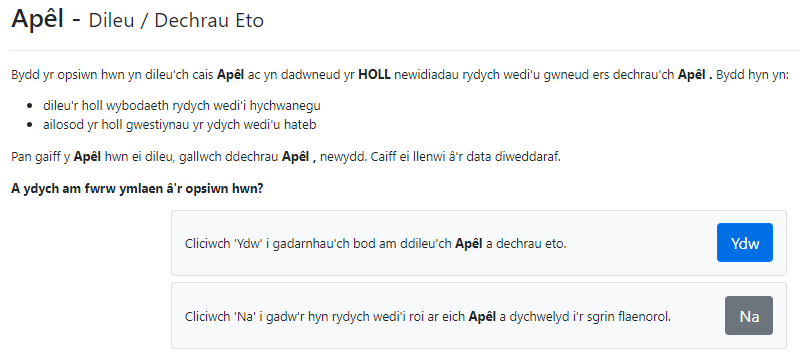 Apêl - Dileu / Dechrau Eto
Bydd yr opsiwn hwn yn dileu'ch cais Apêl ac yn dadwneud yr HOLL newidiadau rydych wedi'u gwneud ers dechrau'ch Apêl . Bydd hyn yn:
• dileu'r holl wybodaeth rydych wedi'i hychwanegu
• ailosod yr holl gwestiynau yr ydych wedi'u hateb
Pan gaiff y Apêl hwn ei dileu, gallwch ddechrau Apêl , newydd. Caiff ei llenwi â'r data diweddaraf.
A ydych am fwrw ymlaen â'r opsiwn hwn?
Cliciwch 'Ydw' i gadarnhau'ch bod am ddileu'ch Apêl a dechrau eto. Ydw
Cliciwch 'Na' i gadw'r hyn rydych wedi'i roi ar eich Apêl a dychwelyd i'r sgrin flaenorol. Na